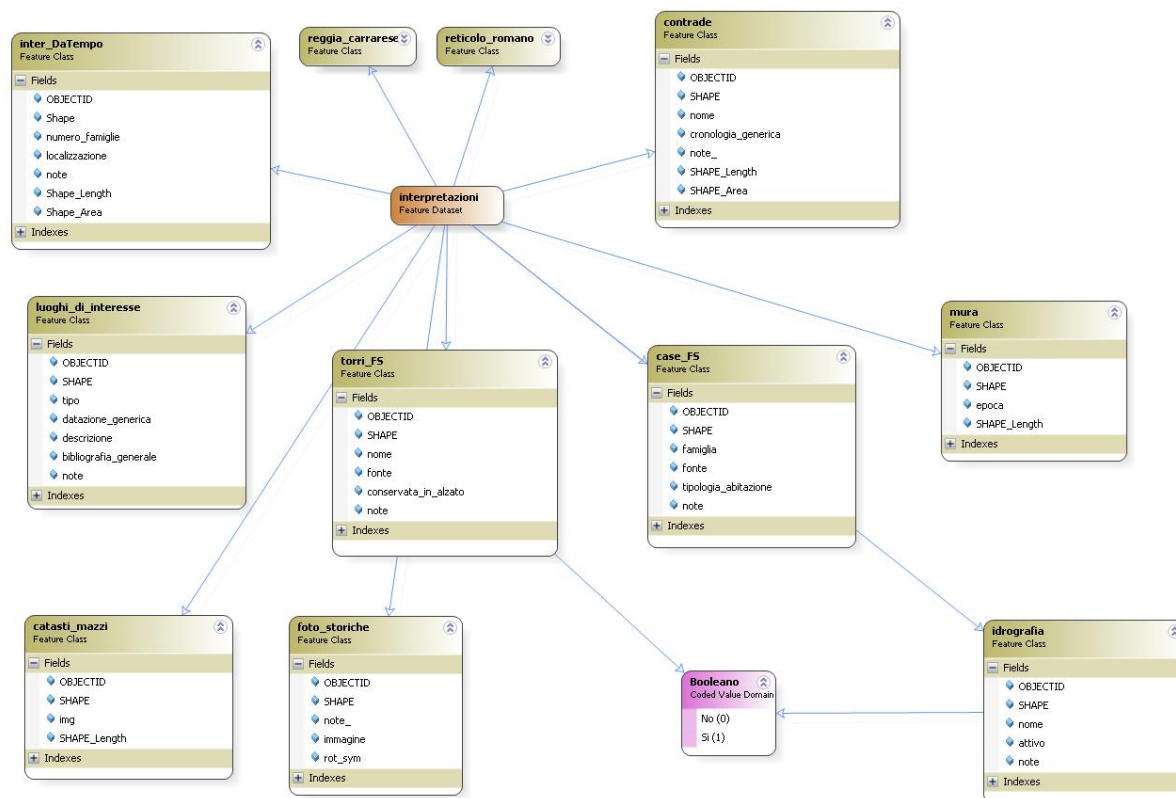 inter_DaTempo
Feature Class
Fields
OBJECTID
Shape
numero_famiglie
localizzazione
note
Shape_Length
Shape_Area
Indexes
reggia_carrarese
Feature Class
reticolo_romano
Feature Class
contrade
Feature Class
Fields
OBJECTID
SHAPE
nome
cronologia_generica
note_
SHAPE_Length
SHAPE_Area
Indexes
interpretazioni
Feature Dataset
luoghi_di_interesse
Feature Class
Fields
OBJECTID
SHAPE
tipo
datazione_generica
descrizione
bibliografia_generale
note
Indexes
torri_FS
Feature Class
Fields
OBJECTID
SHAPE
nome
fonte
conservata_in_alzato
note
Indexes
case_FS
Feature Class
Fields
OBJECTID
SHAPE
famiglia
fonte
tipologia_abitazione
note
Indexes
mura
Feature Class
Fields
OBJECTID
SHAPE
epoca
SHAPE_Length
Indexes
catasti_mazzi
Feature Class
Fields
OBJECTID
SHAPE
img
SHAPE_Length
Indexes
foto_storiche
Feature Class
Fields
OBJECTID
SHAPE
note_
immagine
rot_sym
Indexes
Booleano
Coded Value Domain
No (0)
Si (1)
idrografia
Feature Class
Fields
OBJECTID
SHAPE
nome
attivo
note
Indexes